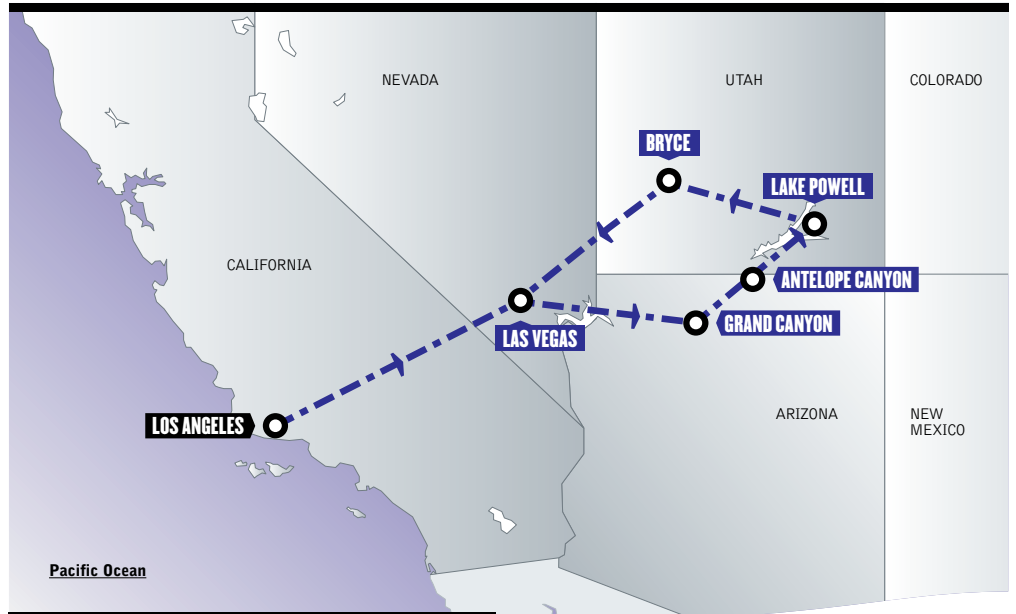 NEVADA
UTAH
COLORADO
BRYCE
LAKE POWELL
CALIFORNIA
ANTELOPE CANYON
GRAND CANYON
LAS VEGAS
LOS ANGELES
ARIZONA
NEW
MEXICO
Pacific Ocean